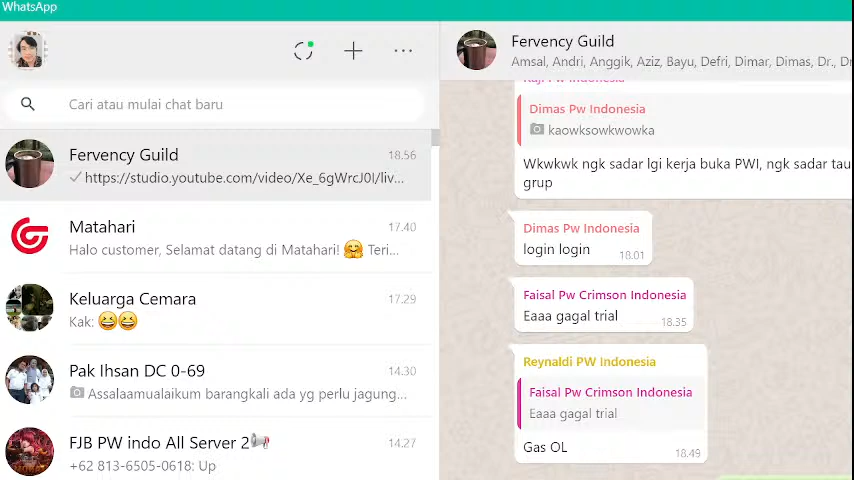 WhatsApp
Cari atau mulai chat baru
Fervency Guild
18.56
https://studio.youtube.com/video/Xe_6gWrcJ0I/liv...
Matahari
17.40
Halo customer, Selamat datang di Matahari! 🤗 Teri...
Keluarga Cemara
17.29
Kak: 😆😆
Pak Ihsan DC 0-69
14.30
Assalaamualaikum barangkali ada yg perlu jagung...
FJB PW indo All Server 2📢
14.27
+62 813-6505-0618: Up
Fervency Guild
Amsal, Andri, Anggik, Aziz, Bayu, Defri, Dimar, Dimas, Dr., Dr
Dimas Pw Indonesia
kaowksowkwowka
Wkwkwk ngk sadar lgi kerja buka PWI, ngk sadar tau
grup
Dimas Pw Indonesia
login login
18.01
Faisal Pw Crimson Indonesia
Eaaa gagal trial
18.35
Reynaldi PW Indonesia
Faisal Pw Crimson Indonesia
Eaaa gagal trial
Gas OL
18.49